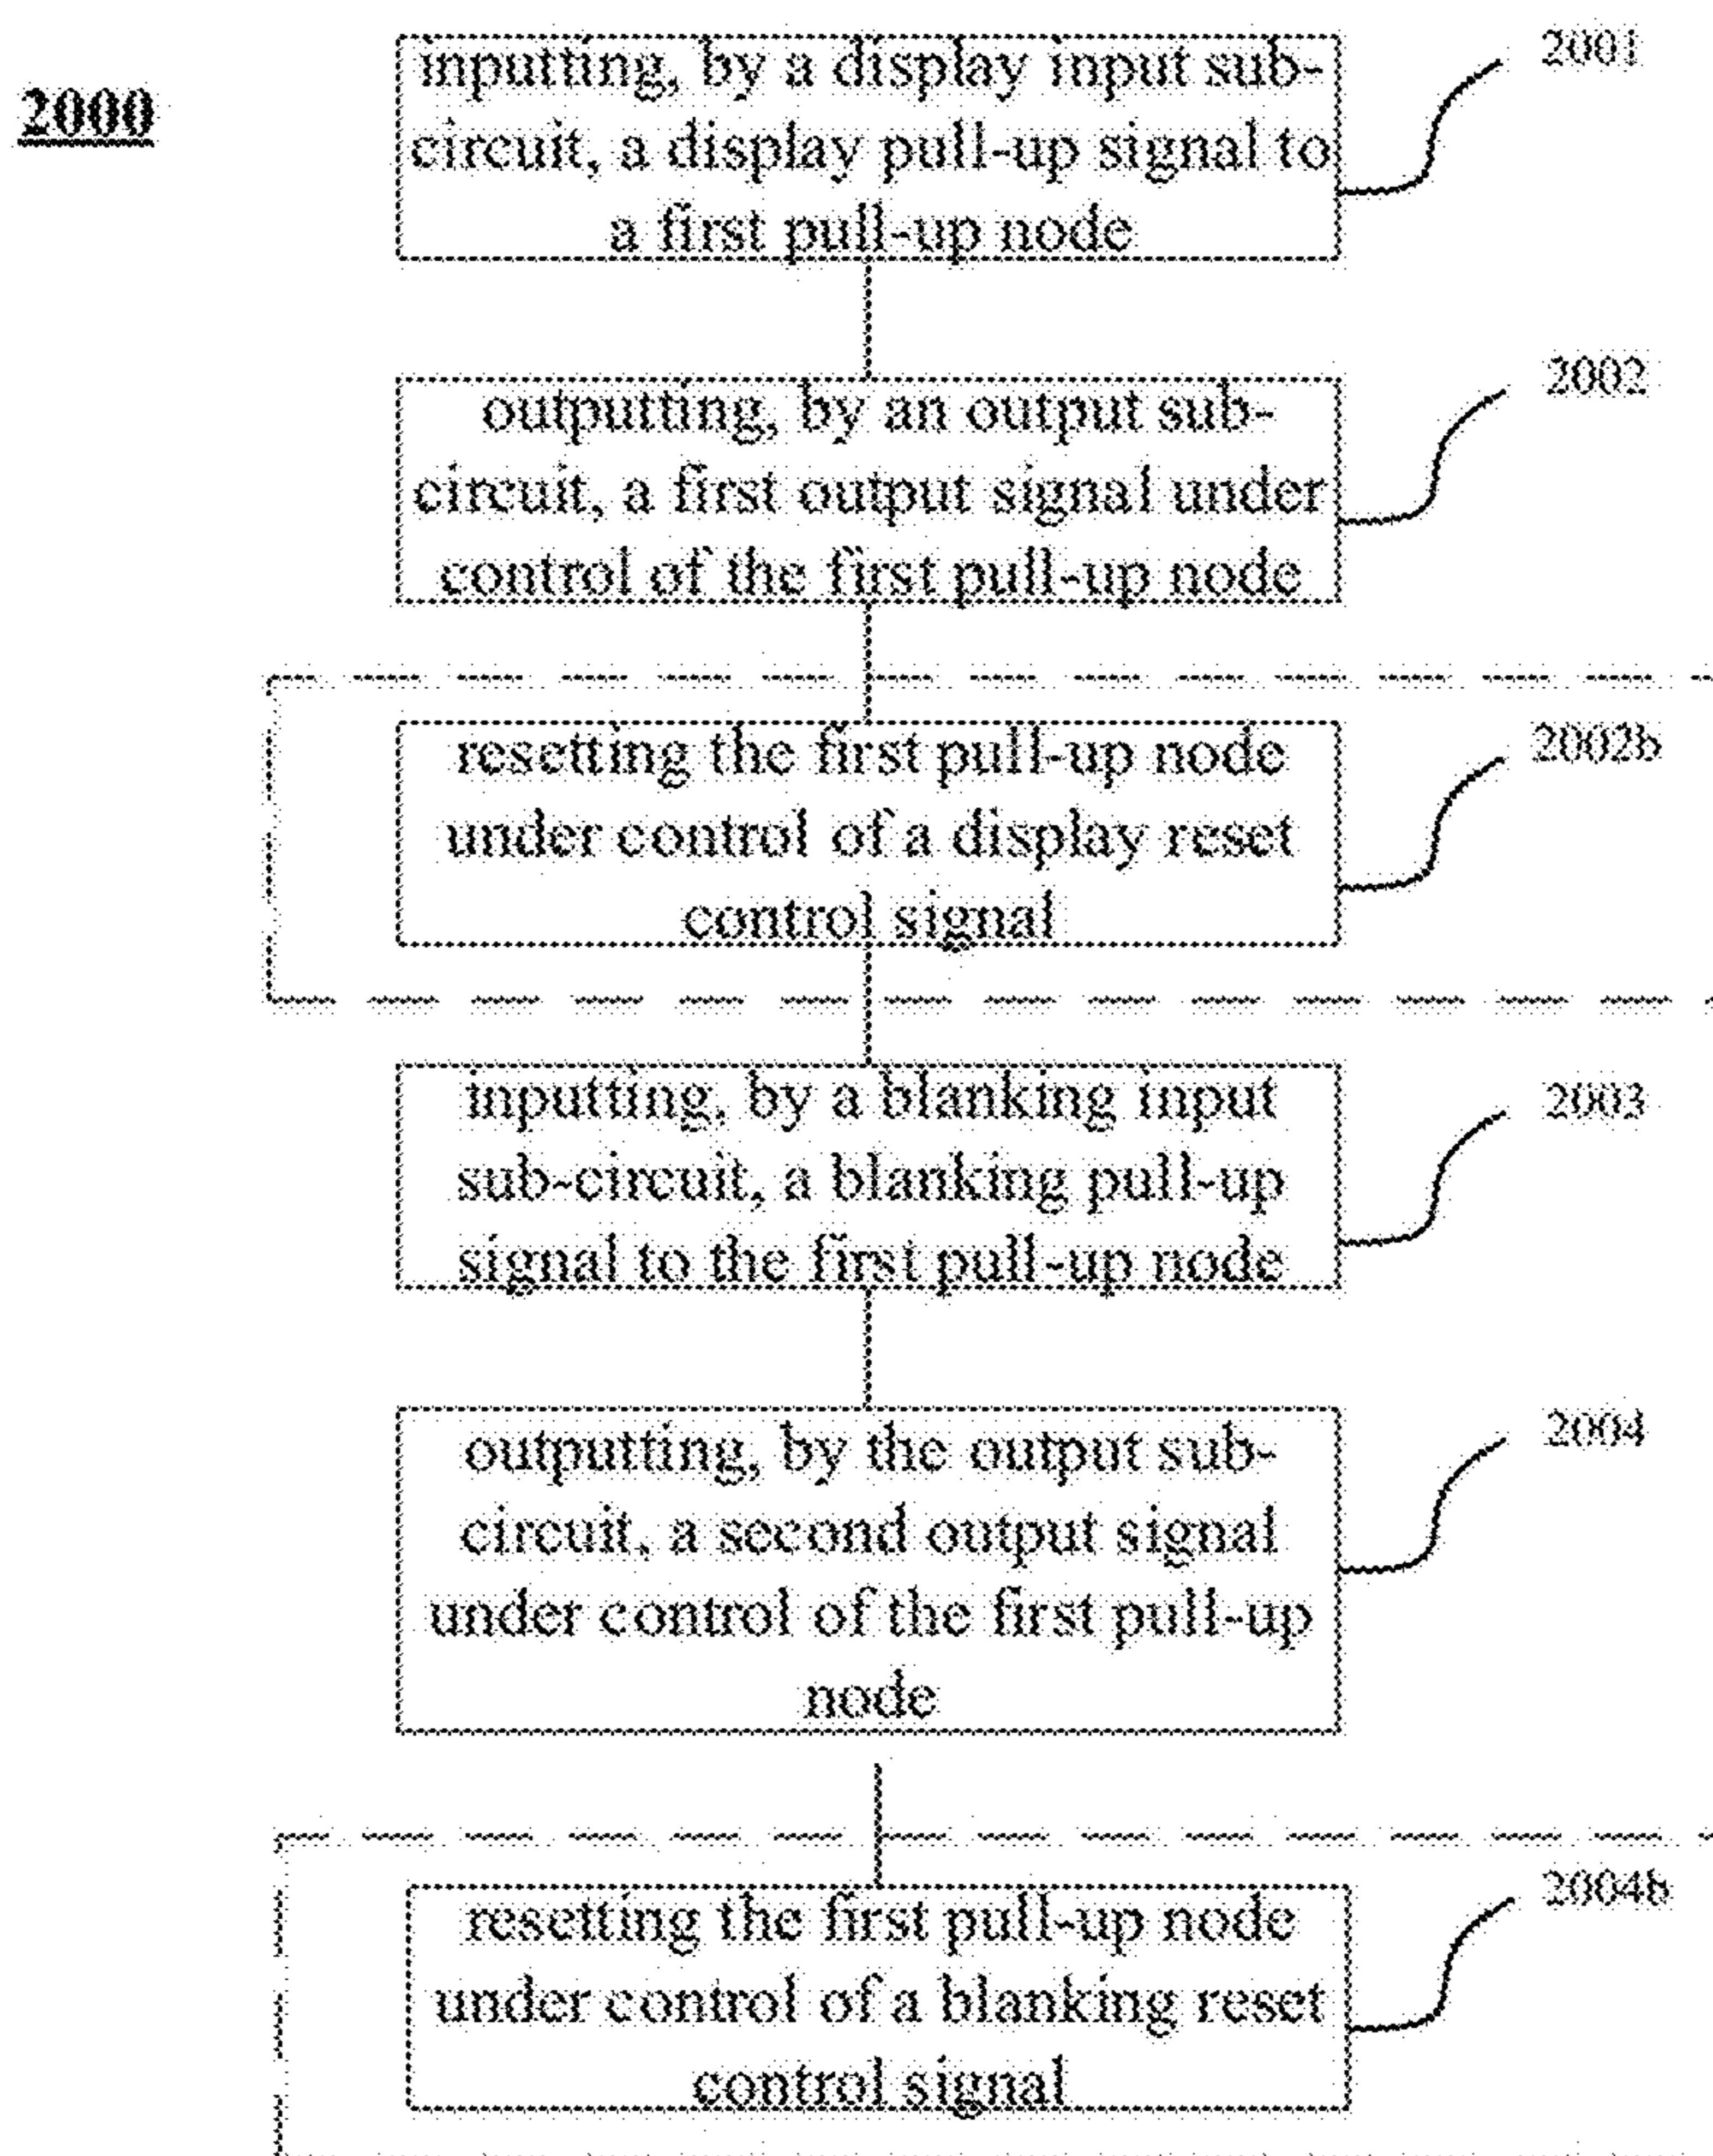 2000
inputting, by a display input sub-
circuit, a display pull-up signal to
a first pull-up node
2001
outputting, by an output sub-
circuit, a first output signal under
control of the first pull-up node
2002
resetting the first pull-up node
under control of a display reset
control signal
2002b
inputting, by a blanking input
sub-circuit, a blanking pull-up
signal to the first pull-up node
2003
outputting, by the output sub-
circuit, a second output signal
under control of the first pull-up
node
2004
resetting the first pull-up node
under control of a blanking reset
control signal
2004b